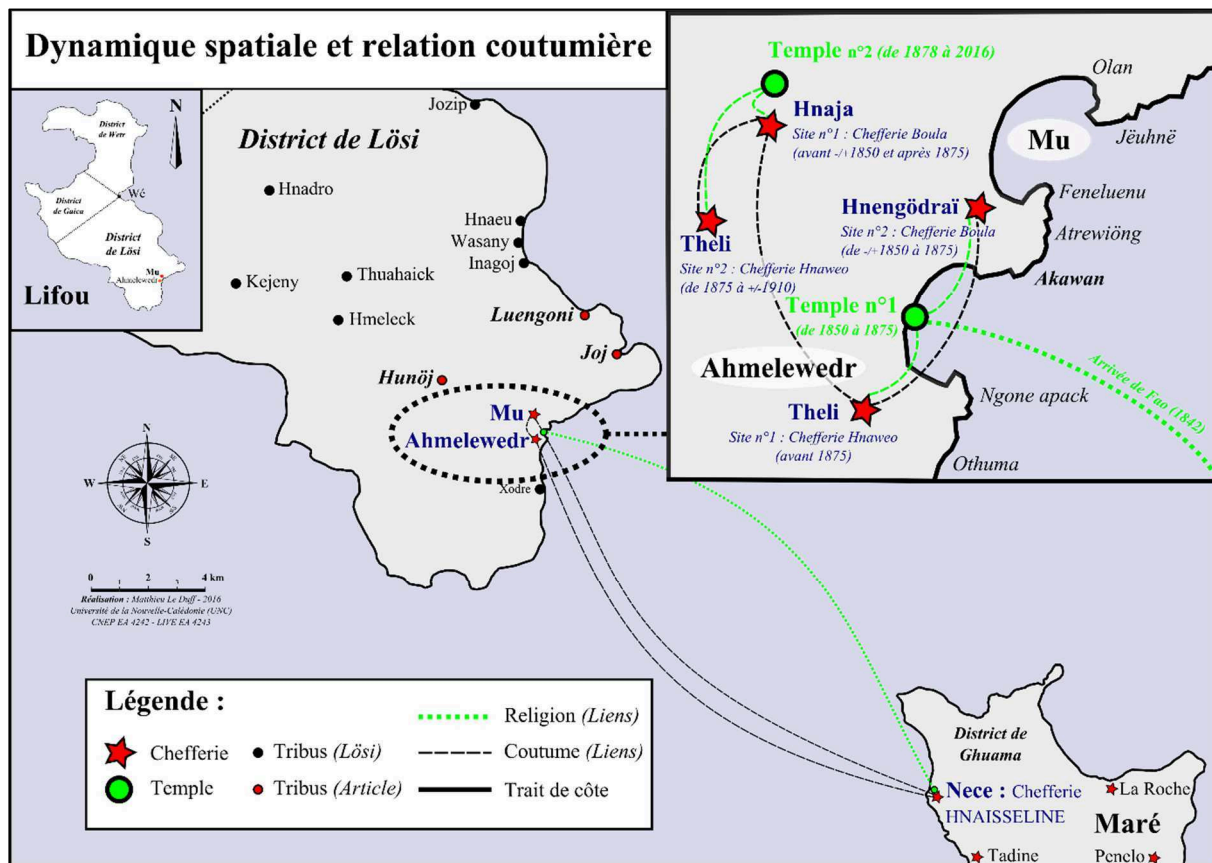 Dynamique spatiale et relation coutumière
N
District de Wetr
Wé
District de Gaica
District de Lösi
Mu
Ahmelewedr
Lifou
Jozip
District de Lösi
Hnadro
Hnaeu
Wasany
Inagoj
Thuahaick
Kejeny
Hmeleck
Luengoni
Joj
Hunöj
Mu
Ahmelewedr
Xodre
N
W
E
S
0 2 4 km
Réalisation : Matthieu Le Duff - 2016
Université de la Nouvelle-Calédonie (UNC)
CNEP EA 4242 - LIVE EA 4243
Temple n°2 (de 1878 à 2016)
Olan
Hnaja
Site n°1 : Chefferie Boula
(avant -/+1850 et après 1875)
Mu
Jëuhnë
Feneluenu
Hnengödraï
Site n°2 : Chefferie Boula
(de -/+1850 à 1875)
Atrewiöng
Theli
Site n°2 : Chefferie Hnaweo
(de 1875 à +/-1910)
Akawan
Temple n°1
(de 1850 à 1875)
Ahmelewedr
Arrivée de Fao (1842)
Ngone apack
Theli
Site n°1 : Chefferie Hnaweo
(avant 1875)
Othuma
Légende :
Chefferie
Temple
Tribus (Lösi)
Tribus (Article)
Religion (Liens)
Coutume (Liens)
Trait de côte
District de
Ghuama
Nece : Chefferie
HNAISSELINE
La Roche
Maré
Tadine
Penelo